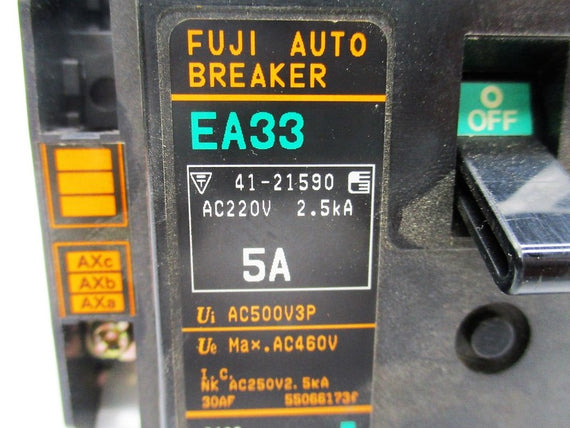 FUJI AUTO
BREAKER
EA33
41-21590
AC220V 2.5kA
5A
Ui AC500V3P
Ue Max.AC460V
I.C.
NK AC250V2.5kA
30AF 55066173f
OFF
AXc
AXb
AXa